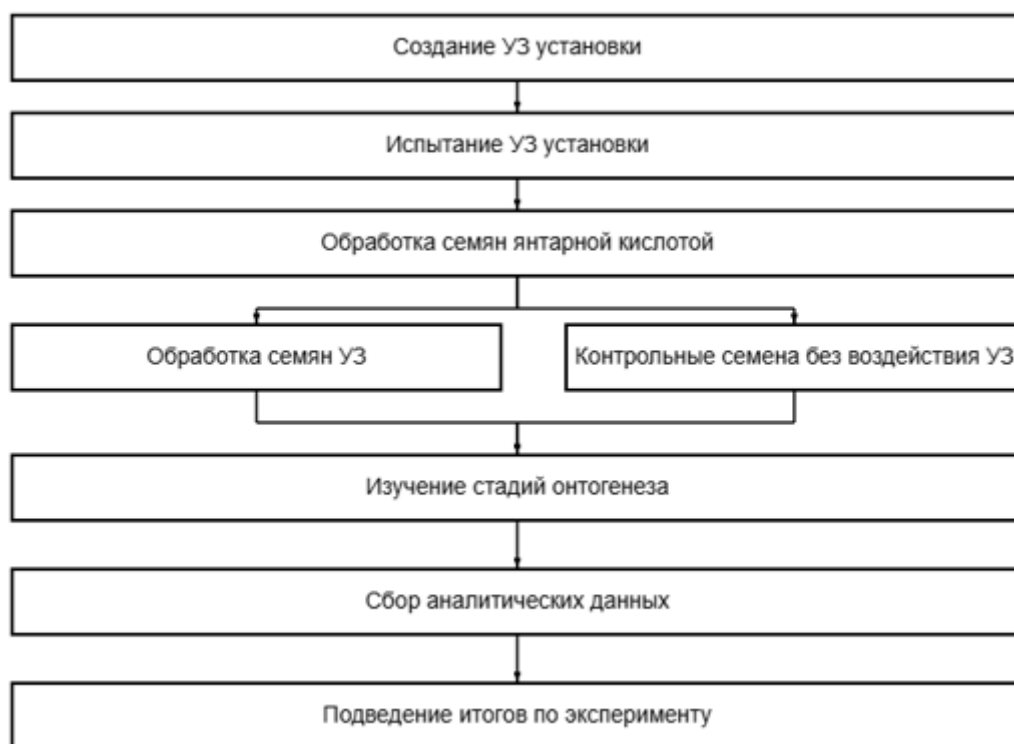 Создание УЗ установки
Испытание УЗ установки
Обработка семян янтарной кислотой
Обработка семян УЗ
Контрольные семена без воздействия УЗ
Изучение стадий онтогенеза
Сбор аналитических данных
Подведение итогов по эксперименту